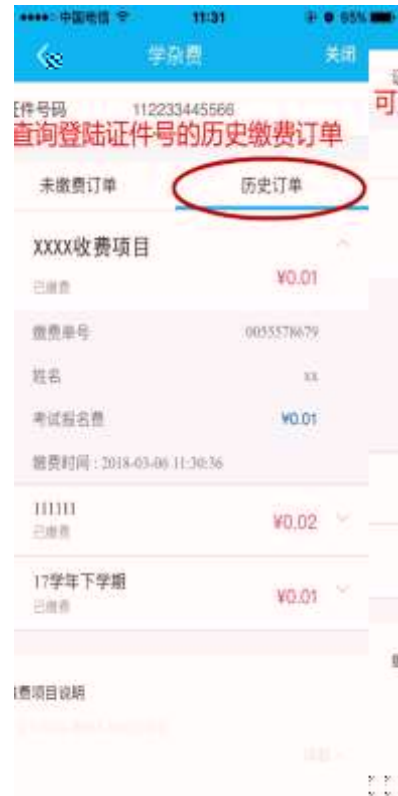 中国电信 11:31 95%
学杂费 关闭
证件号码 112233445566
查询登陆证件号的历史缴费订单
可
未缴费订单 历史订单
XXXX收费项目
已缴费 ¥0.01
缴费单号 0055578679
姓名 xx
考试报名费 ¥0.01
缴费时间 : 2018-03-06 11:30:36
111111
已缴费 ¥0.02
17学年下学期
已缴费 ¥0.01
缴费项目说明